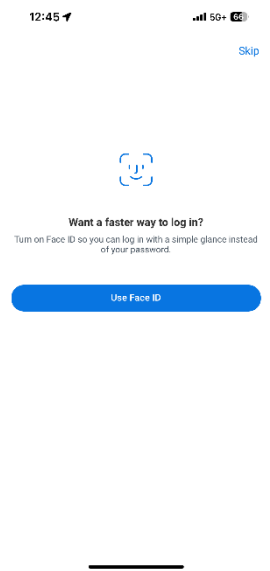 12:45 5G+ 66
Skip
Want a faster way to log in?
Turn on Face ID so you can log in with a simple glance instead
of your password.
Use Face ID